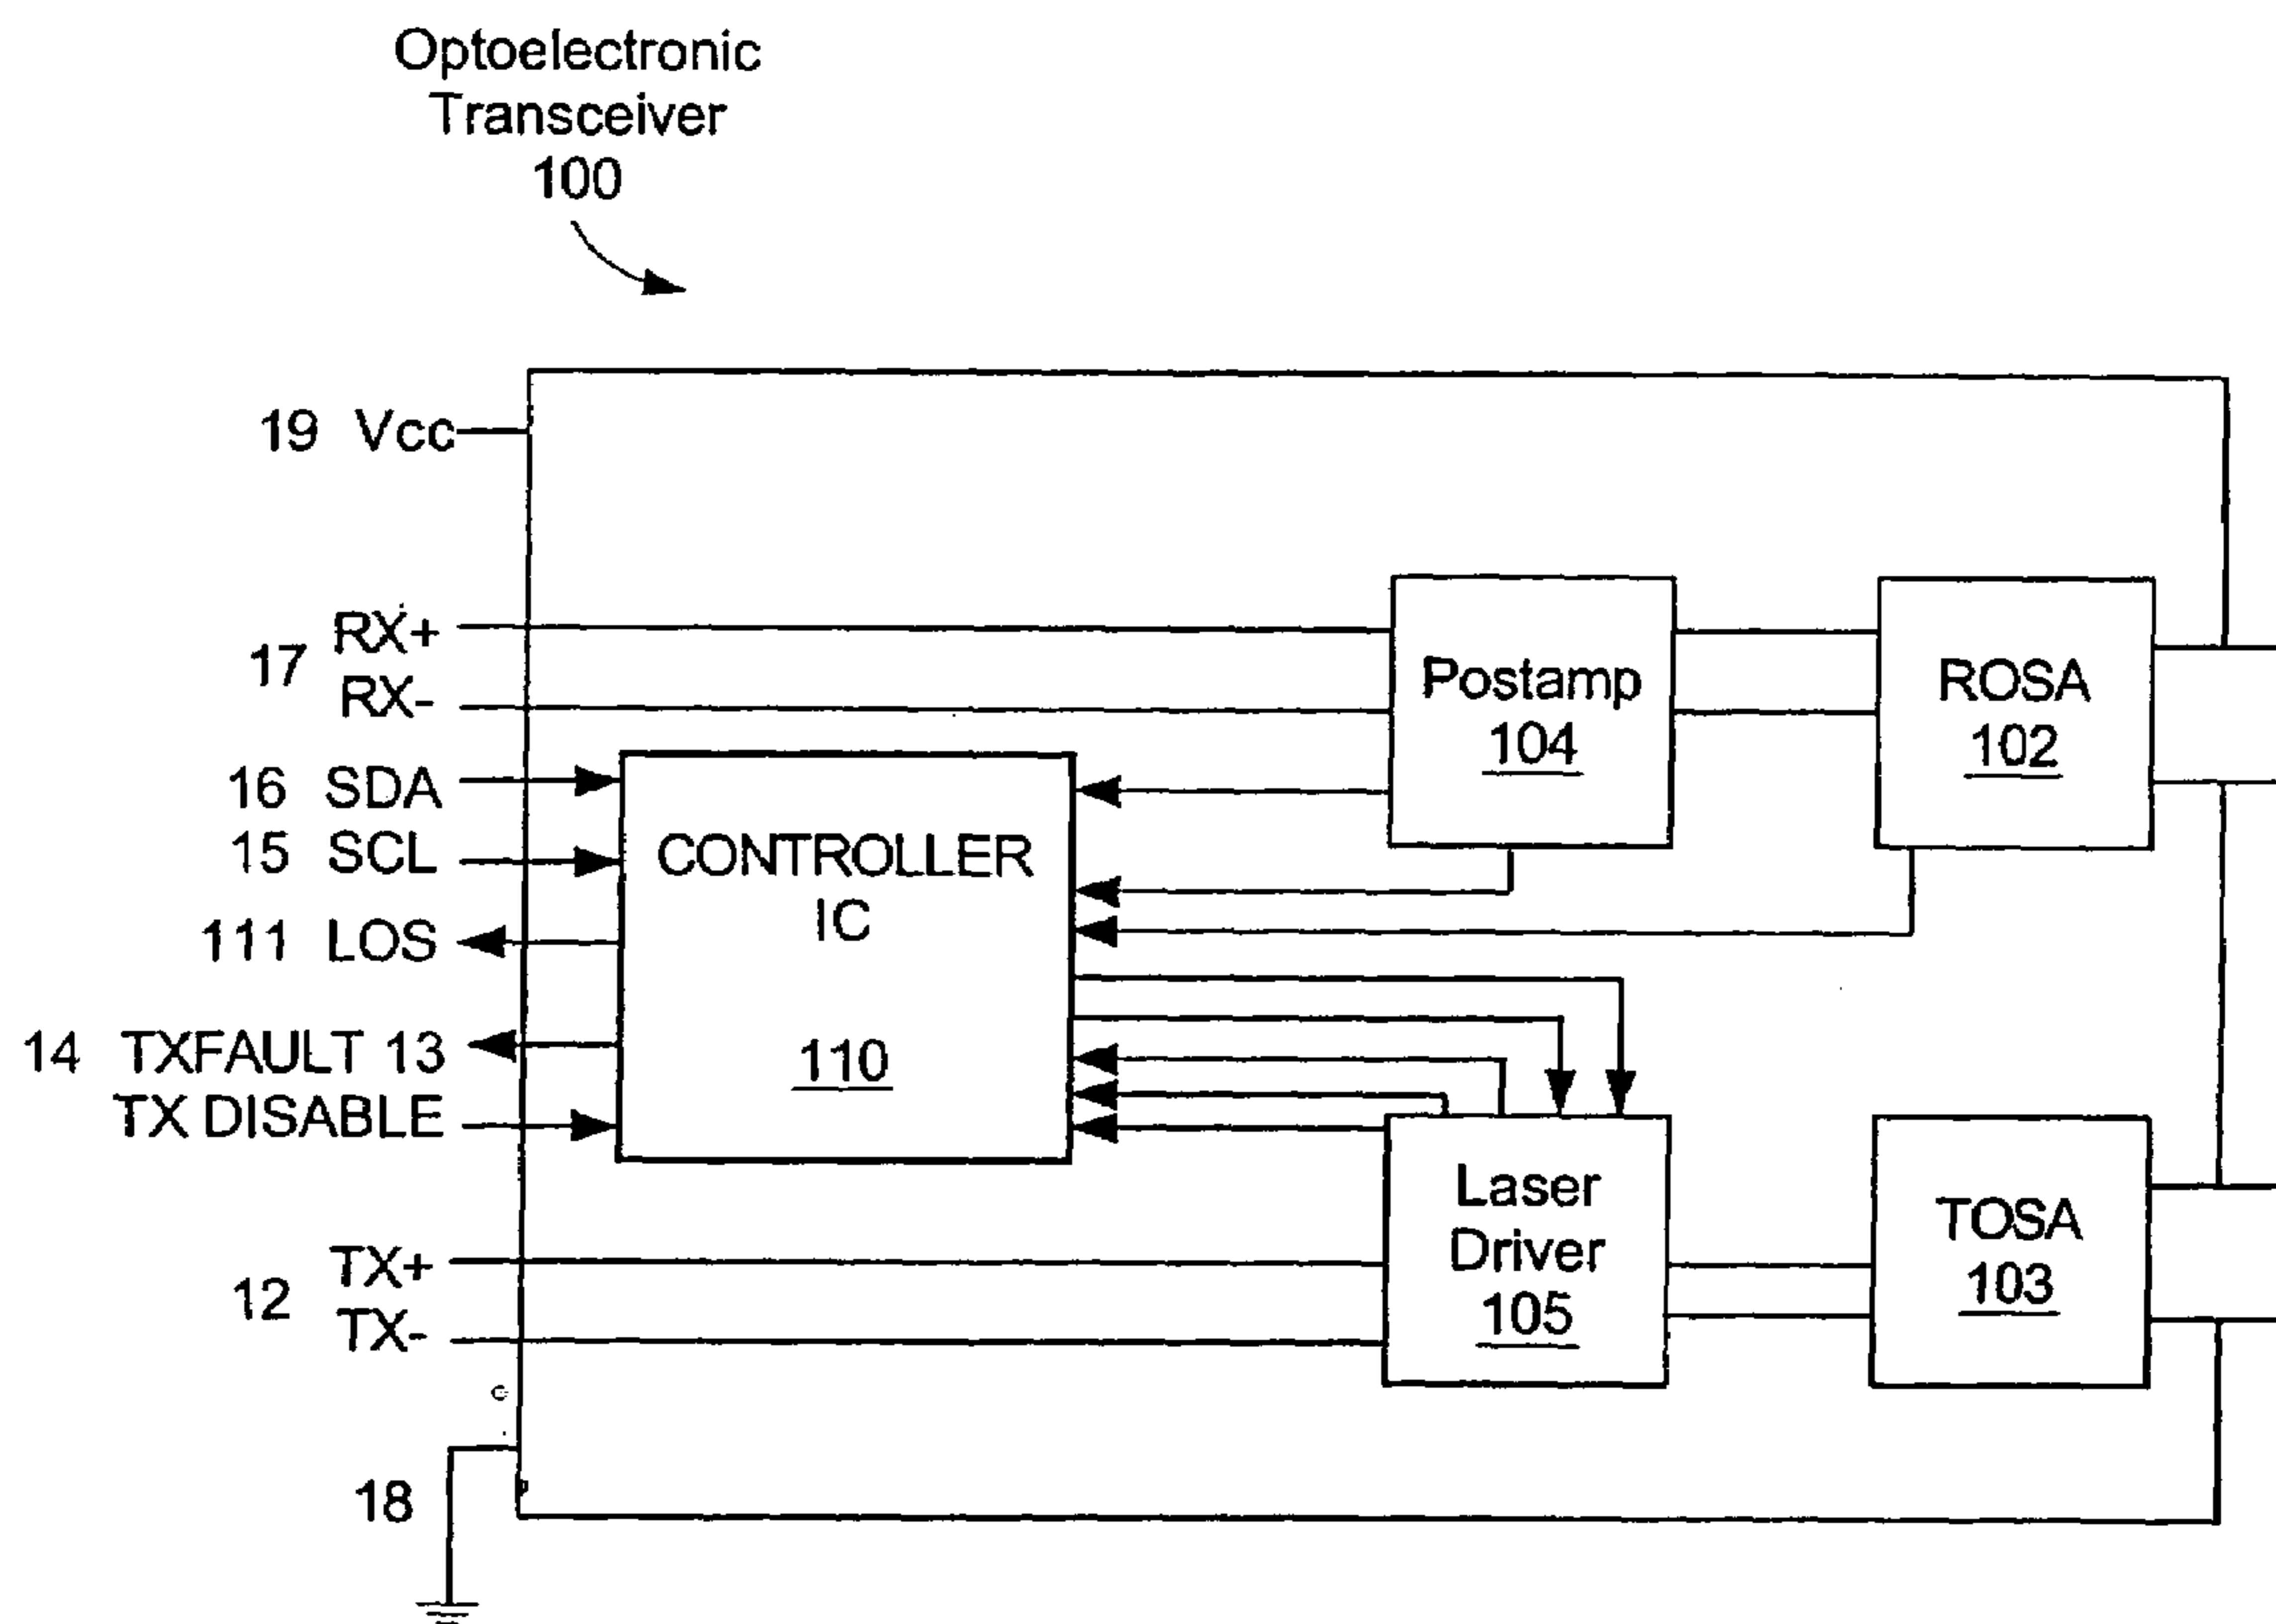 Optoelectronic
Transceiver
100
19 Vcc
17 RX+
RX-
16 SDA
15 SCL
111 LOS
14 TXFAULT 13
TX DISABLE
12 TX+
TX-
18
CONTROLLER
IC
110
Postamp
104
ROSA
102
Laser
Driver
105
TOSA
103